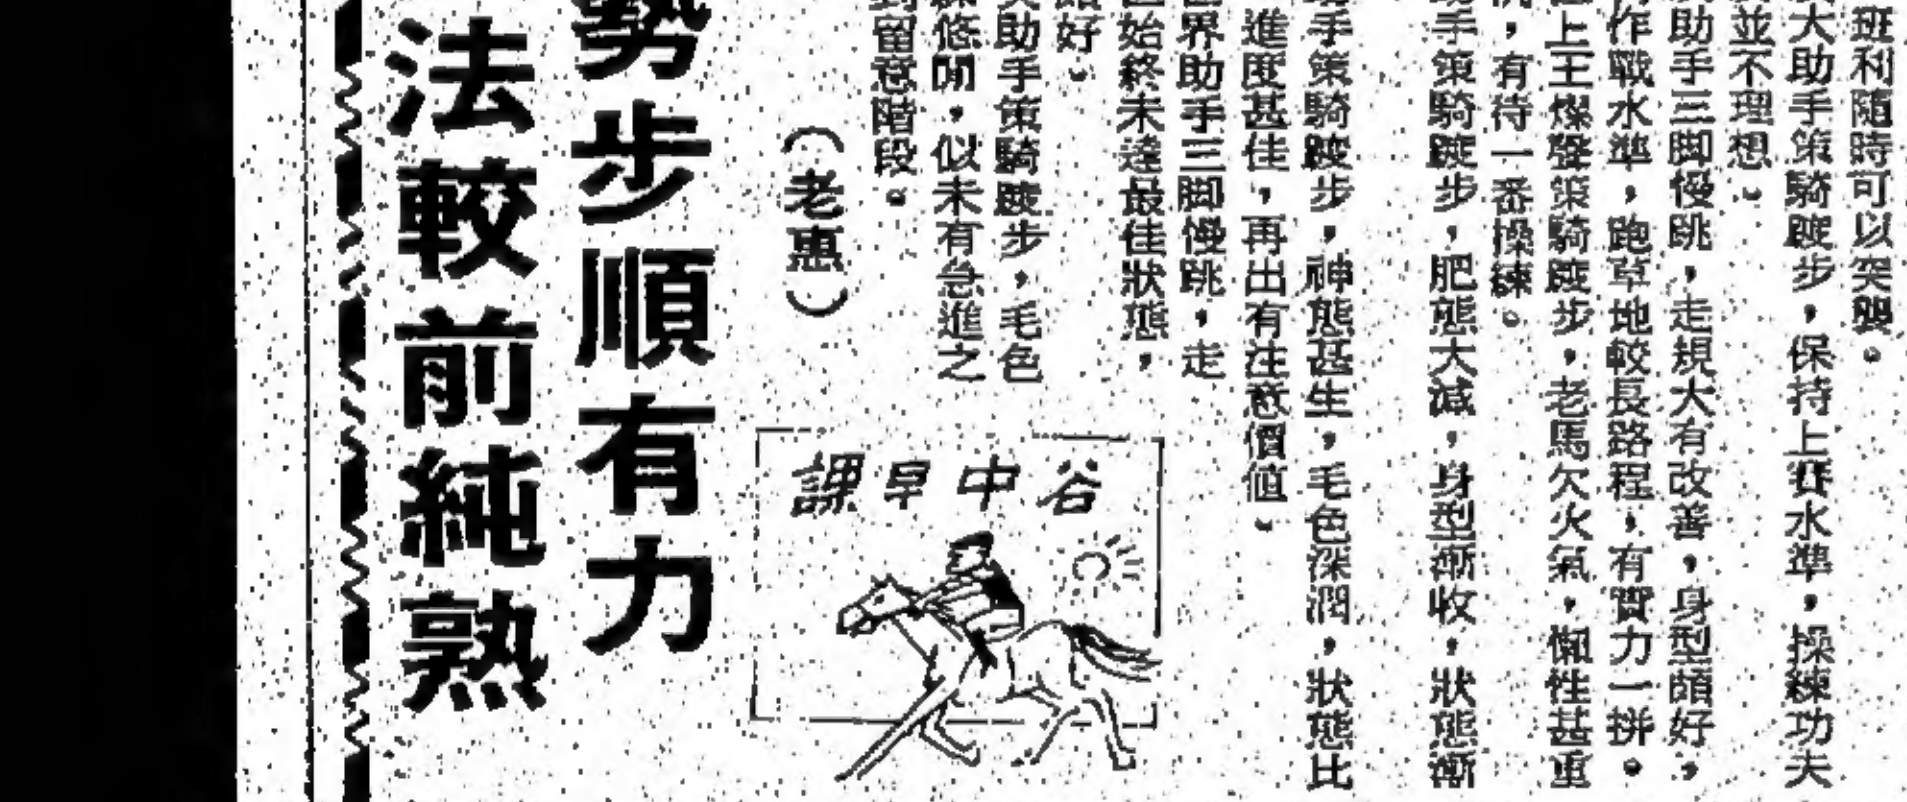 班利隨時可以突襲。
大助手策騎踱步，保持上賽水準，操練功夫
並不理想。
助手三脚慢跳，走規大有改善，身型頗好，
作戰水準，跑草地較長路程，有實力一拼。
上王燦聲策騎踱步，老馬欠火氣，懶性甚重
，有待一番操練。
手策騎踱步，肥態大減，身型漸收，狀態漸
手策騎踱步，神態甚生，毛色深潤，狀態比
進度甚佳，再出有注意價值。
世界助手三脚慢跳，走
始終未達最佳狀態，
好。
助手策騎踱步，毛色
悠閒，似未有急進之
留意階段。
（老惠）
谷中早課
勢步順有力
法較前純熟